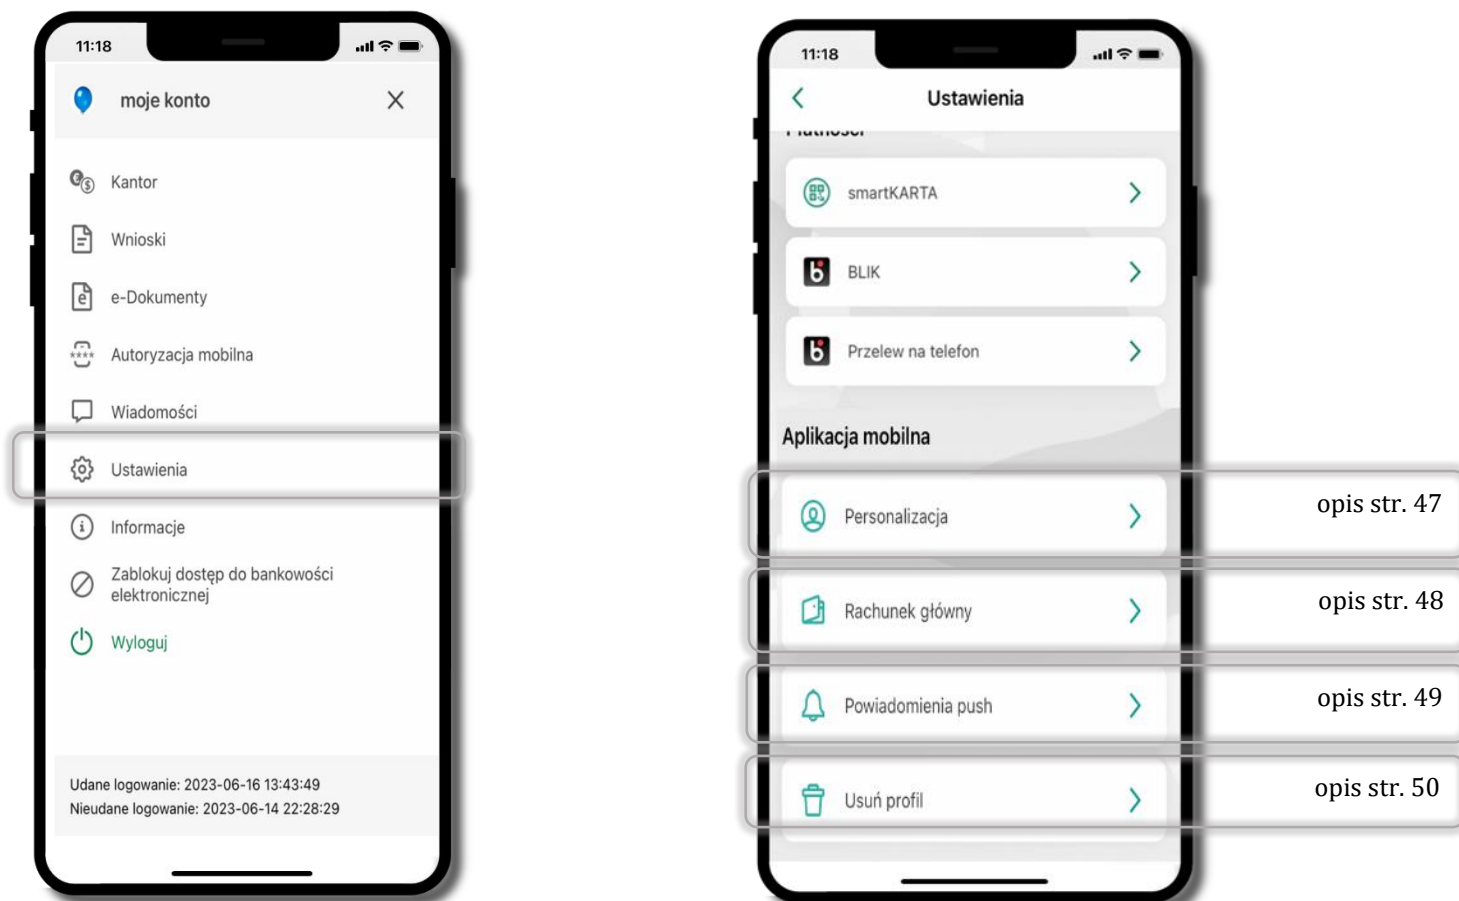 11:18
moje konto
Kantor
Wnioski
e-Dokumenty
Autoryzacja mobilna
Wiadomości
Ustawienia
Informacje
Zablokuj dostęp do bankowości
elektronicznej
Wyloguj
Udane logowanie: 2023-06-16 13:43:49
Nieudane logowanie: 2023-06-14 22:28:29
11:18
Ustawienia
Płatności
smartKARTA
BLIK
Przelew na telefon
Aplikacja mobilna
Personalizacja
opis str. 47
Rachunek główny
opis str. 48
Powiadomienia push
opis str. 49
Usuń profil
opis str. 50